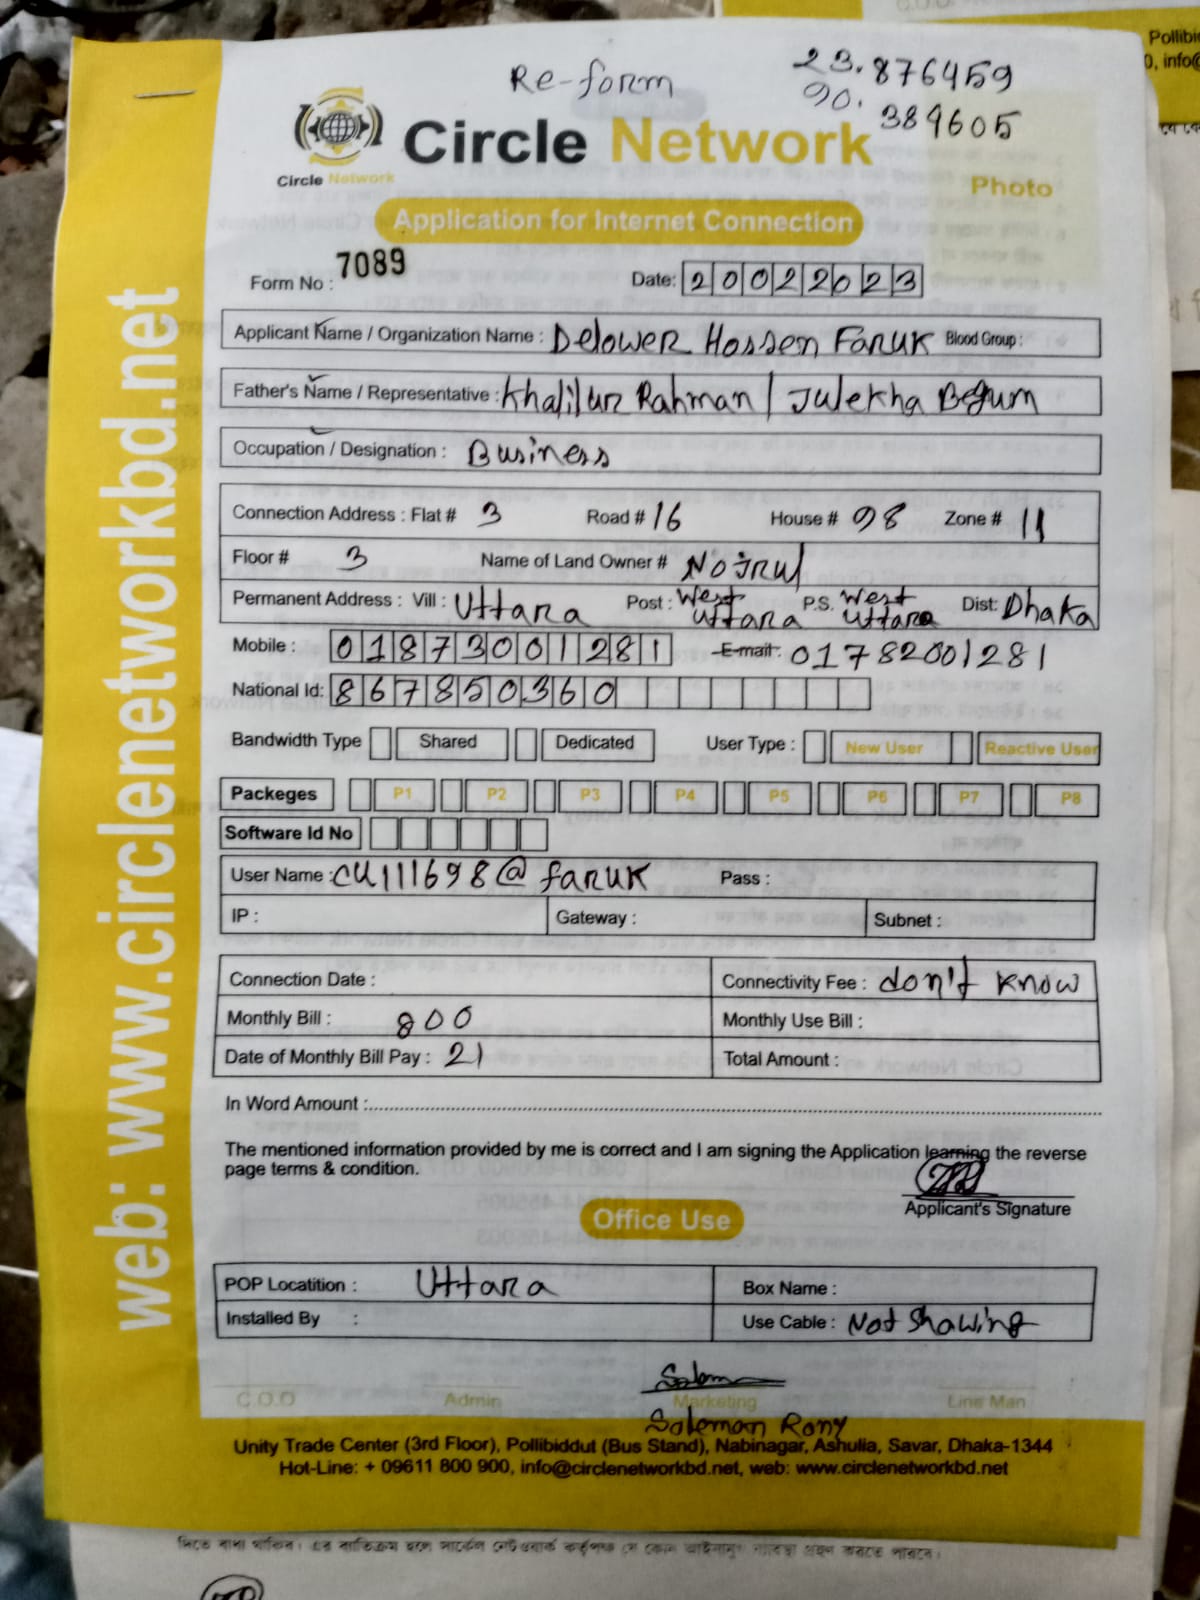 Re-form
23.876459
90.389605
Circle Network
Circle Network
Photo
Application for Internet Connection
Form No : 7089 Date: 20022023
Applicant Name / Organization Name : Delower Hossen Faruk Blood Group :
Father's Name / Representative : Khalilur Rahman / Julekha Begum
Occupation / Designation : Business
Connection Address : Flat # 3 Road # 16 House # 98 Zone # 11
Floor # 3 Name of Land Owner # Nojrul
Permanent Address : Vill : Uttara Post : West Uttara P.S. West Uttara Dist: Dhaka
Mobile : 01873001281 E-mail: 01782001281
National Id: 867850360
Bandwidth Type Shared Dedicated User Type : New User Reactive User
Packeges P1 P2 P3 P4 P5 P6 P7 P8
Software Id No
User Name : CU111698@faruk Pass :
IP : Gateway : Subnet :
Connection Date : Connectivity Fee : don't know
Monthly Bill : 800 Monthly Use Bill :
Date of Monthly Bill Pay : 21 Total Amount :
In Word Amount :
The mentioned information provided by me is correct and I am signing the Application learning the reverse
page terms & condition.
Applicant's Signature
Office Use
POP Locatition : Uttara Box Name :
Installed By : Use Cable : Not Shawing
C.O.D Admin Marketing Line Man
Soleman Rony
Unity Trade Center (3rd Floor), Pollibiddut (Bus Stand), Nabinagar, Ashulia, Savar, Dhaka-1344
Hot-Line: + 09611 800 900, info@circlenetworkbd.net, web: www.circlenetworkbd.net
web: www.circlenetworkbd.net